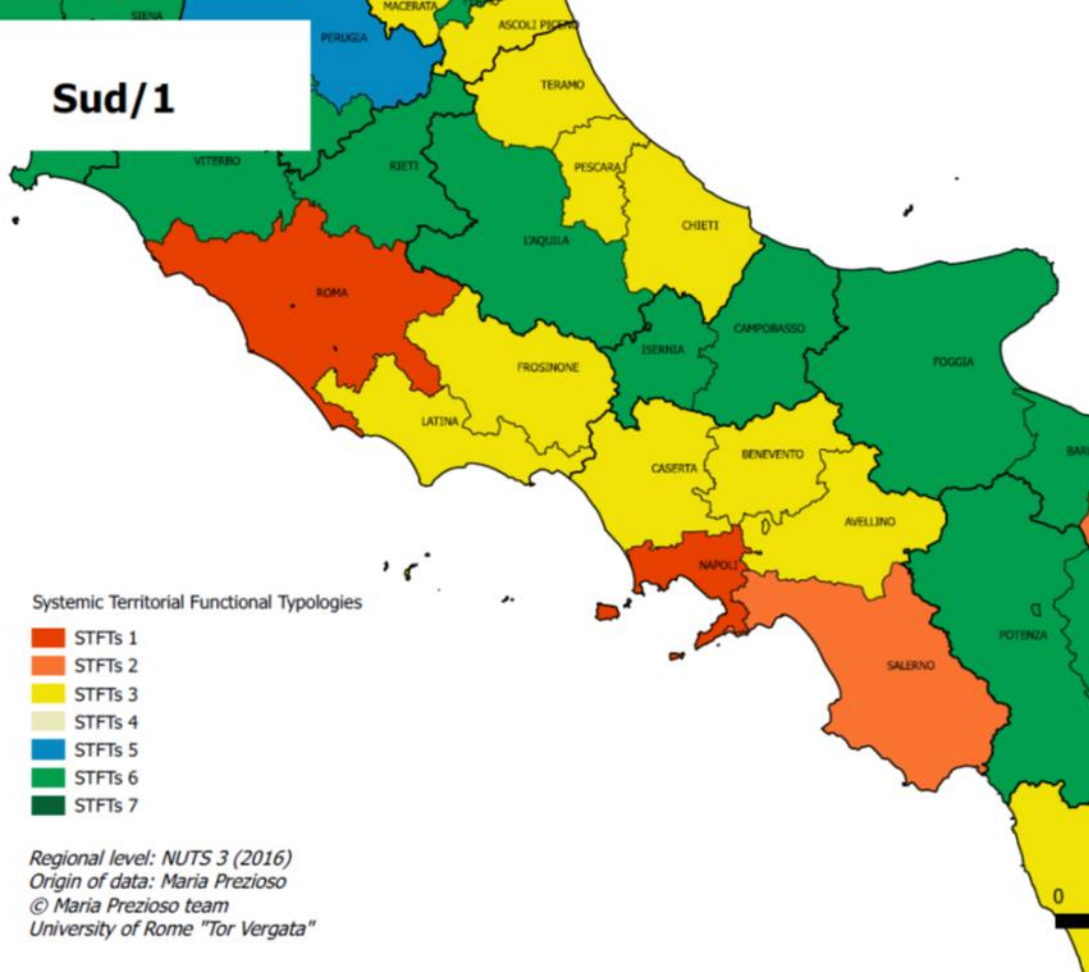 SIENA
MACERATA
PERUGIA
ASCOLI PICENO
Sud/1
TERAMO
VITERBO
RIETI
PESCARA
CHIETI
L'AQUILA
ROMA
CAMPOBASSO
ISERNIA
FOGGIA
FROSINONE
LATINA
BENEVENTO
CASERTA
AVELLINO
NAPOLI
POTENZA
SALERNO
Systemic Territorial Functional Typologies
STFTs 1
STFTs 2
STFTs 3
STFTs 4
STFTs 5
STFTs 6
STFTs 7
Regional level: NUTS 3 (2016)
Origin of data: Maria Prezioso
© Maria Prezioso team
University of Rome "Tor Vergata"
0